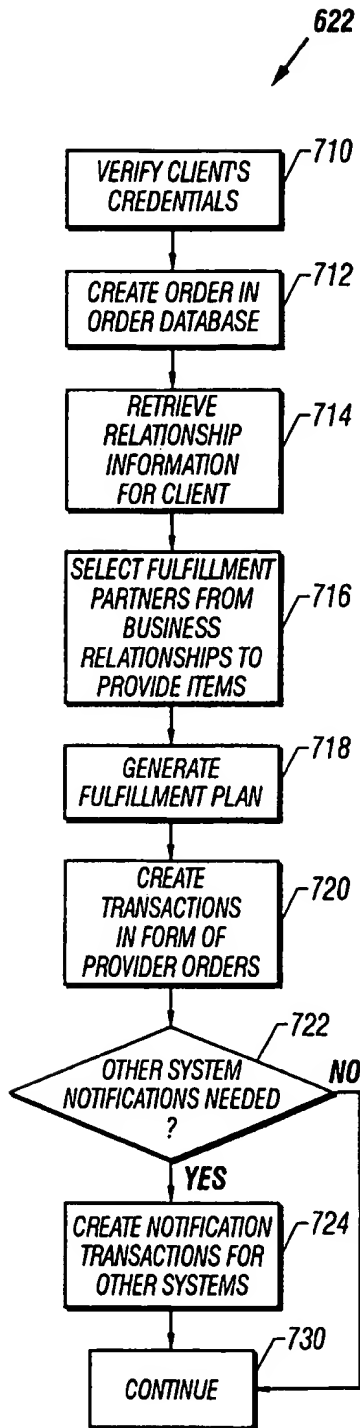 622
VERIFY CLIENT'S
CREDENTIALS
710
CREATE ORDER IN
ORDER DATABASE
712
RETRIEVE
RELATIONSHIP
INFORMATION
FOR CLIENT
714
SELECT FULFILLMENT
PARTNERS FROM
BUSINESS
RELATIONSHIPS TO
PROVIDE ITEMS
716
GENERATE
FULFILLMENT PLAN
718
CREATE
TRANSACTIONS
IN FORM OF
PROVIDER ORDERS
720
722
OTHER SYSTEM
NOTIFICATIONS NEEDED
?
NO
YES
CREATE NOTIFICATION
TRANSACTIONS FOR
OTHER SYSTEMS
724
CONTINUE
730